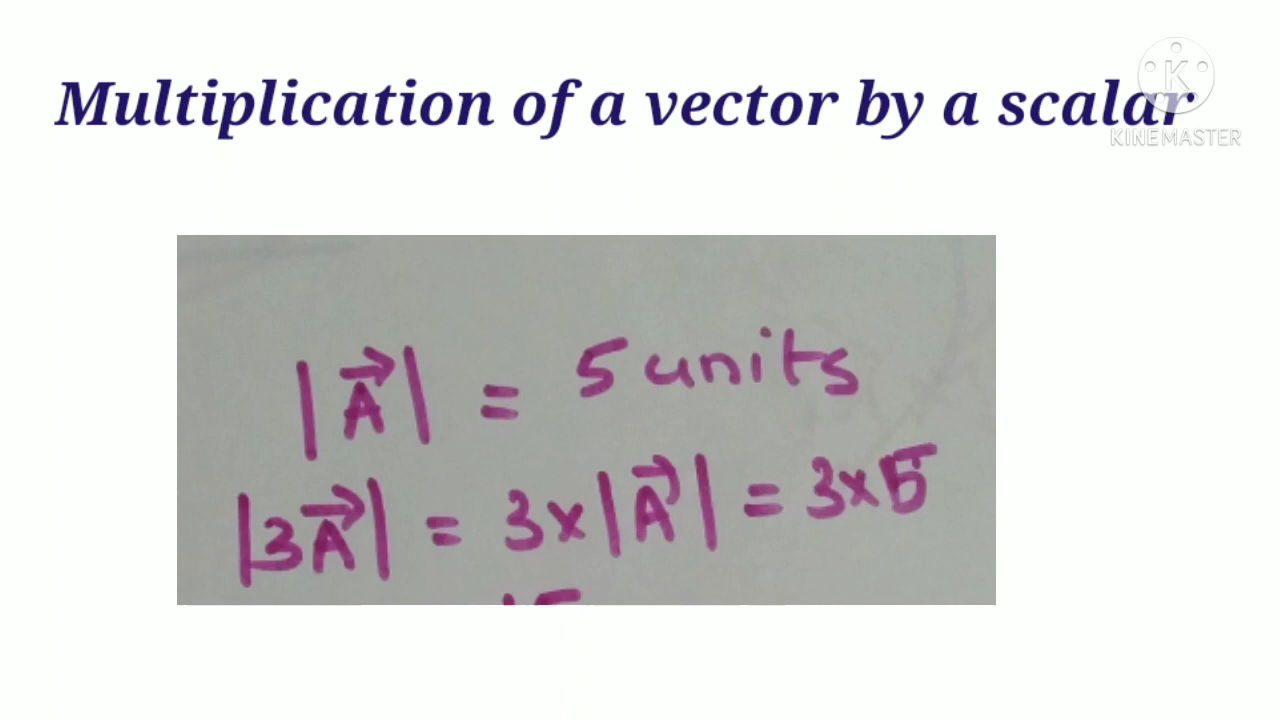 Multiplication of a vector by a scalar
K
KINEMASTER
|A⃗| = 5 units
|3A⃗| = 3×|A⃗| = 3×5